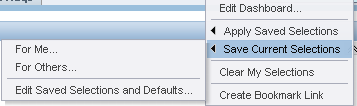 Edit Dashboard...
Apply Saved Selections
Save Current Selections
For Me...
For Others...
Edit Saved Selections and Defaults...
Clear My Selections
Create Bookmark Link